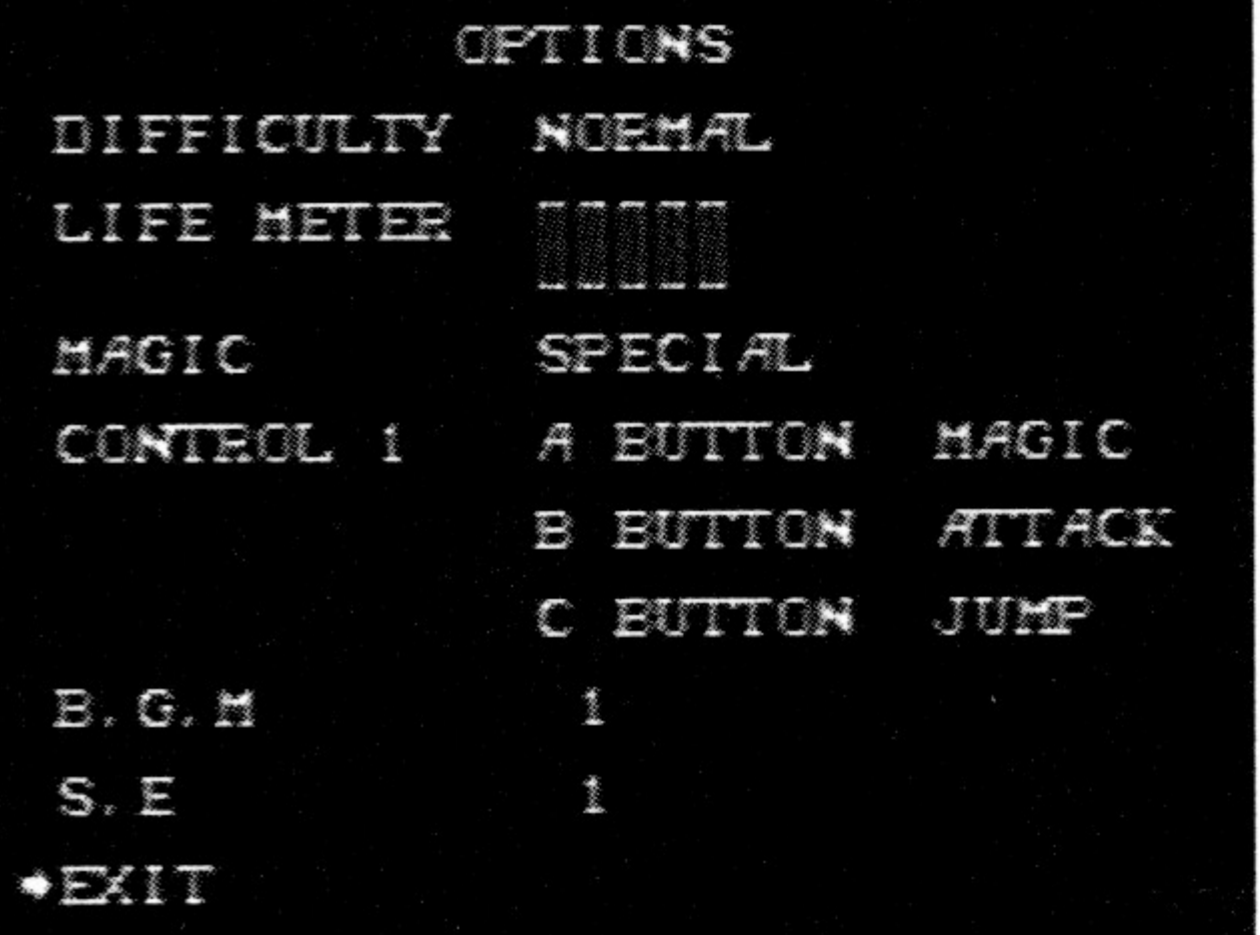 OPTIONS
DIFFICULTY NORMAL
LIFE METER
MAGIC SPECIAL
CONTROL 1 A BUTTON MAGIC
B BUTTON ATTACK
C BUTTON JUMP
B.G.M 1
S.E 1
EXIT